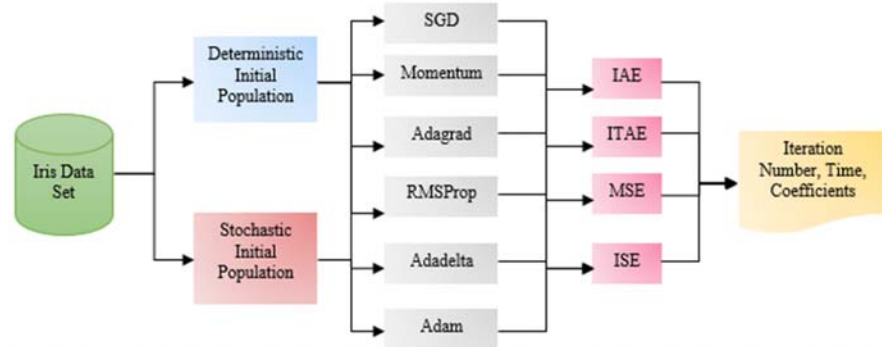 Iris Data
Set
Deterministic
Initial
Population
Stochastic
Initial
Population
SGD
Momentum
Adagrad
RMSProp
Adadelta
Adam
IAE
ITAE
MSE
ISE
Iteration
Number, Time,
Coefficients